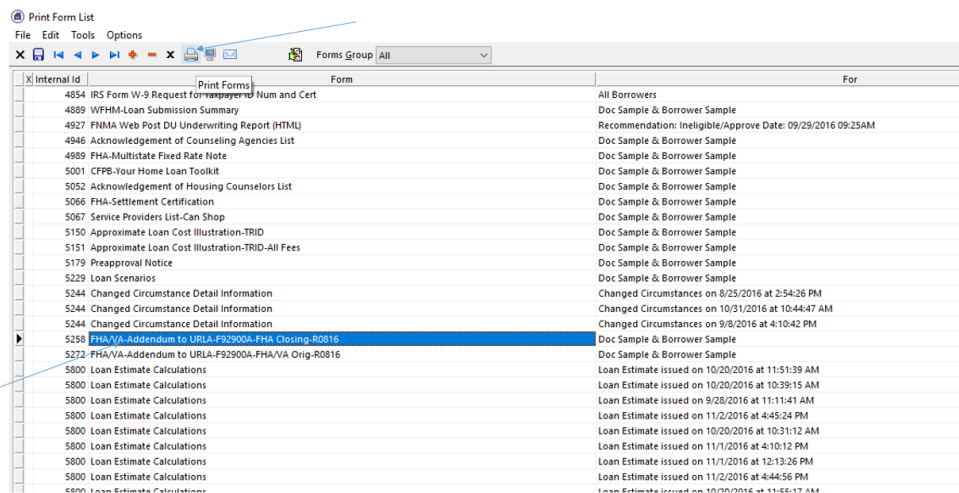 Print Form List
File Edit Tools Options
Forms Group All
X Internal Id Form For
Print Forms
4854 IRS Form W-9 Request for Taxpayer ID Num and Cert All Borrowers
4889 WFHM-Loan Submission Summary Doc Sample & Borrower Sample
4927 FNMA Web Post DU Underwriting Report (HTML) Recommendation: Ineligible/Approve Date: 09/29/2016 09:25AM
4946 Acknowledgement of Counseling Agencies List Doc Sample & Borrower Sample
4989 FHA-Multistate Fixed Rate Note Doc Sample & Borrower Sample
5001 CFPB-Your Home Loan Toolkit Doc Sample & Borrower Sample
5052 Acknowledgement of Housing Counselors List Doc Sample & Borrower Sample
5066 FHA-Settlement Certification Doc Sample & Borrower Sample
5067 Service Providers List-Can Shop Doc Sample & Borrower Sample
5150 Approximate Loan Cost Illustration-TRID Doc Sample & Borrower Sample
5151 Approximate Loan Cost Illustration-TRID-All Fees Doc Sample & Borrower Sample
5179 Preapproval Notice Doc Sample & Borrower Sample
5229 Loan Scenarios Doc Sample & Borrower Sample
5244 Changed Circumstance Detail Information Changed Circumstances on 8/25/2016 at 2:54:26 PM
5244 Changed Circumstance Detail Information Changed Circumstances on 10/31/2016 at 10:44:47 AM
5244 Changed Circumstance Detail Information Changed Circumstances on 9/8/2016 at 4:10:42 PM
5258 FHA/VA-Addendum to URLA-F92900A-FHA Closing-R0816 Doc Sample & Borrower Sample
5272 FHA/VA-Addendum to URLA-F92900A-FHA/VA Orig-R0816 Doc Sample & Borrower Sample
5800 Loan Estimate Calculations Loan Estimate issued on 10/20/2016 at 11:51:39 AM
5800 Loan Estimate Calculations Loan Estimate issued on 10/20/2016 at 10:39:15 AM
5800 Loan Estimate Calculations Loan Estimate issued on 9/28/2016 at 11:11:41 AM
5800 Loan Estimate Calculations Loan Estimate issued on 11/2/2016 at 4:45:24 PM
5800 Loan Estimate Calculations Loan Estimate issued on 10/20/2016 at 10:31:12 AM
5800 Loan Estimate Calculations Loan Estimate issued on 11/1/2016 at 4:10:12 PM
5800 Loan Estimate Calculations Loan Estimate issued on 11/1/2016 at 12:13:26 PM
5800 Loan Estimate Calculations Loan Estimate issued on 11/2/2016 at 4:44:56 PM
5800 Loan Estimate Calculations Loan Estimate issued on 10/20/2016 at 11:55:17 AM